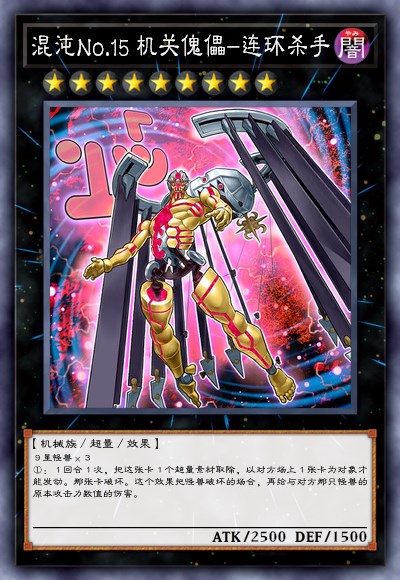 混沌No.15 机关傀儡-连环杀手
闇
やみ
【机械族／超量／效果】
９星怪兽×３
①：１回合１次，把这张卡１个超量素材取除，以对方场上１张卡为对象才
能发动。那张卡破坏。这个效果把怪兽破坏的场合，再给与对方那只怪兽的
原本攻击力数值的伤害。
ATK/2500 DEF/1500